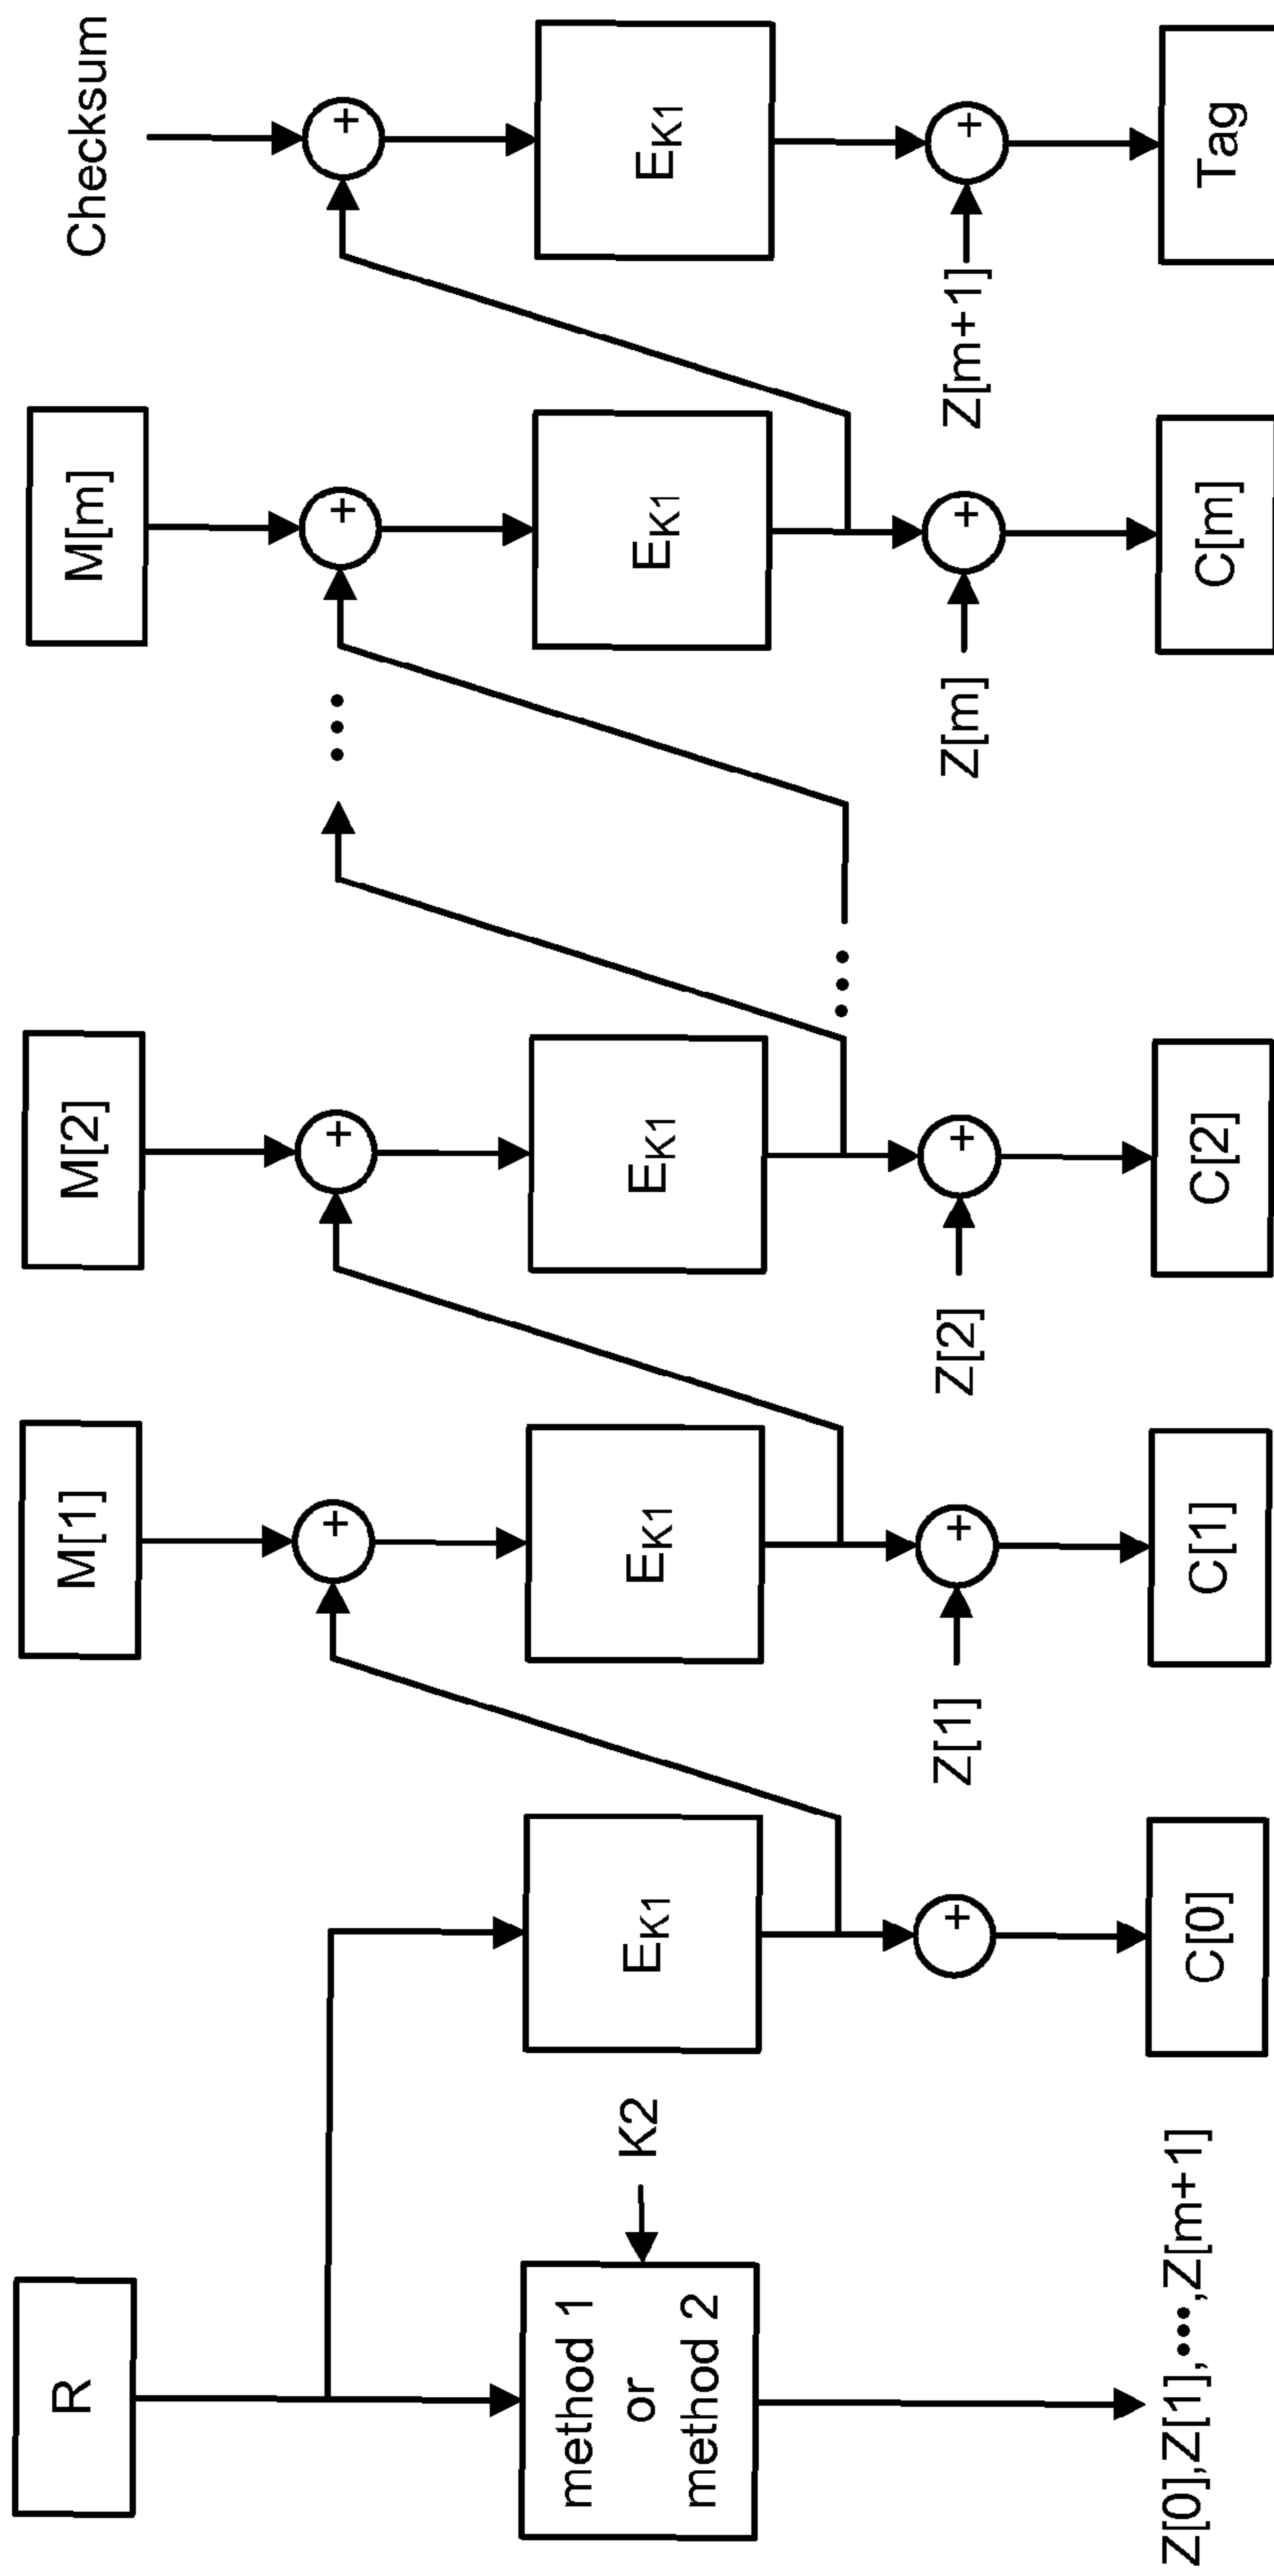 R
M[1]
M[2]
M[m]
Checksum
method 1
or
method 2
K2
EK1
EK1
EK1
EK1
EK1
+
+
+
+
+
Z[1]
+
Z[2]
+
Z[m]
+
Z[m+1]
+
Z[0],Z[1],•••,Z[m+1]
C[0]
C[1]
C[2]
C[m]
Tag